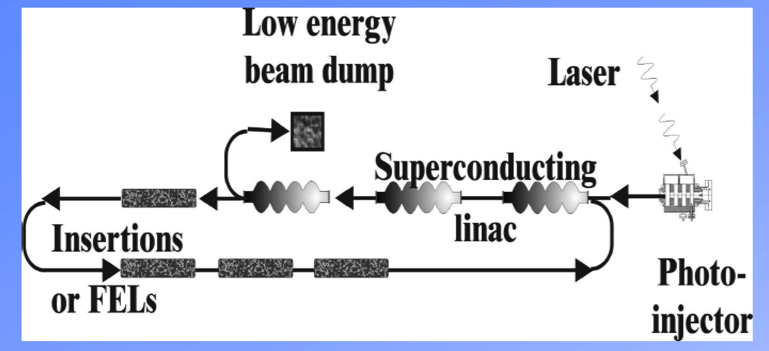 Low energy
beam dump
Laser
Superconducting
linac
Insertions
or FELs
Photo-
injector